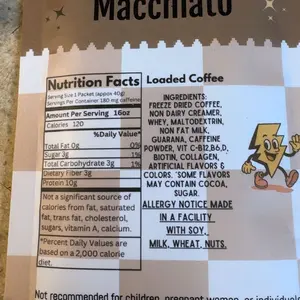 Macchiato
Nutrition Facts
Serving Size 1 Packet (appox 40g)
Servings Per Container 180 mg caffeine
Amount Per Serving 16oz
Calories 120
%Daily Value*
Total Fat 0g 0%
Sugar 3g 1%
Total Carbohydrate 3g 1%
Dietary Fiber 3g
Protein 10g
Not a significant source of
calories from fat, saturated
fat, trans fat, cholesterol,
sugars, vitamin A, calcium.
*Percent Daily Values are
based on a 2,000 calorie
diet.
Loaded Coffee
INGREDIENTS:
FREEZE DRIED COFFEE,
NON DAIRY CREAMER,
WHEY, MALTODEXTRIN,
NON FAT MILK,
GUARANA, CAFFEINE
POWDER, VIT C-B12,B6,D,
BIOTIN, COLLAGEN,
ARTIFICIAL FLAVORS &
COLORS. *SOME FLAVORS
MAY CONTAIN COCOA,
SUGAR.
ALLERGY NOTICE MADE
IN A FACILITY
WITH SOY,
MILK, WHEAT, NUTS.
Not recommended for children, pregnant women, or individuals